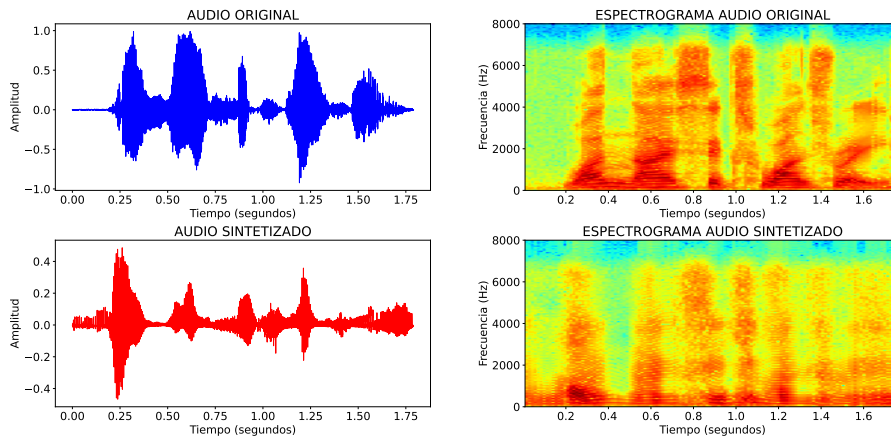 AUDIO ORIGINAL
1.0
0.5
0.0
−0.5
−1.0
Amplitud
0.00 0.25 0.50 0.75 1.00 1.25 1.50 1.75
Tiempo (segundos)
ESPECTROGRAMA AUDIO ORIGINAL
8000
6000
4000
2000
0
Frecuencia (Hz)
0.2 0.4 0.6 0.8 1.0 1.2 1.4 1.6
Tiempo (segundos)
AUDIO SINTETIZADO
0.4
0.2
0.0
−0.2
−0.4
Amplitud
0.00 0.25 0.50 0.75 1.00 1.25 1.50 1.75
Tiempo (segundos)
ESPECTROGRAMA AUDIO SINTETIZADO
8000
6000
4000
2000
0
Frecuencia (Hz)
0.2 0.4 0.6 0.8 1.0 1.2 1.4 1.6
Tiempo (segundos)